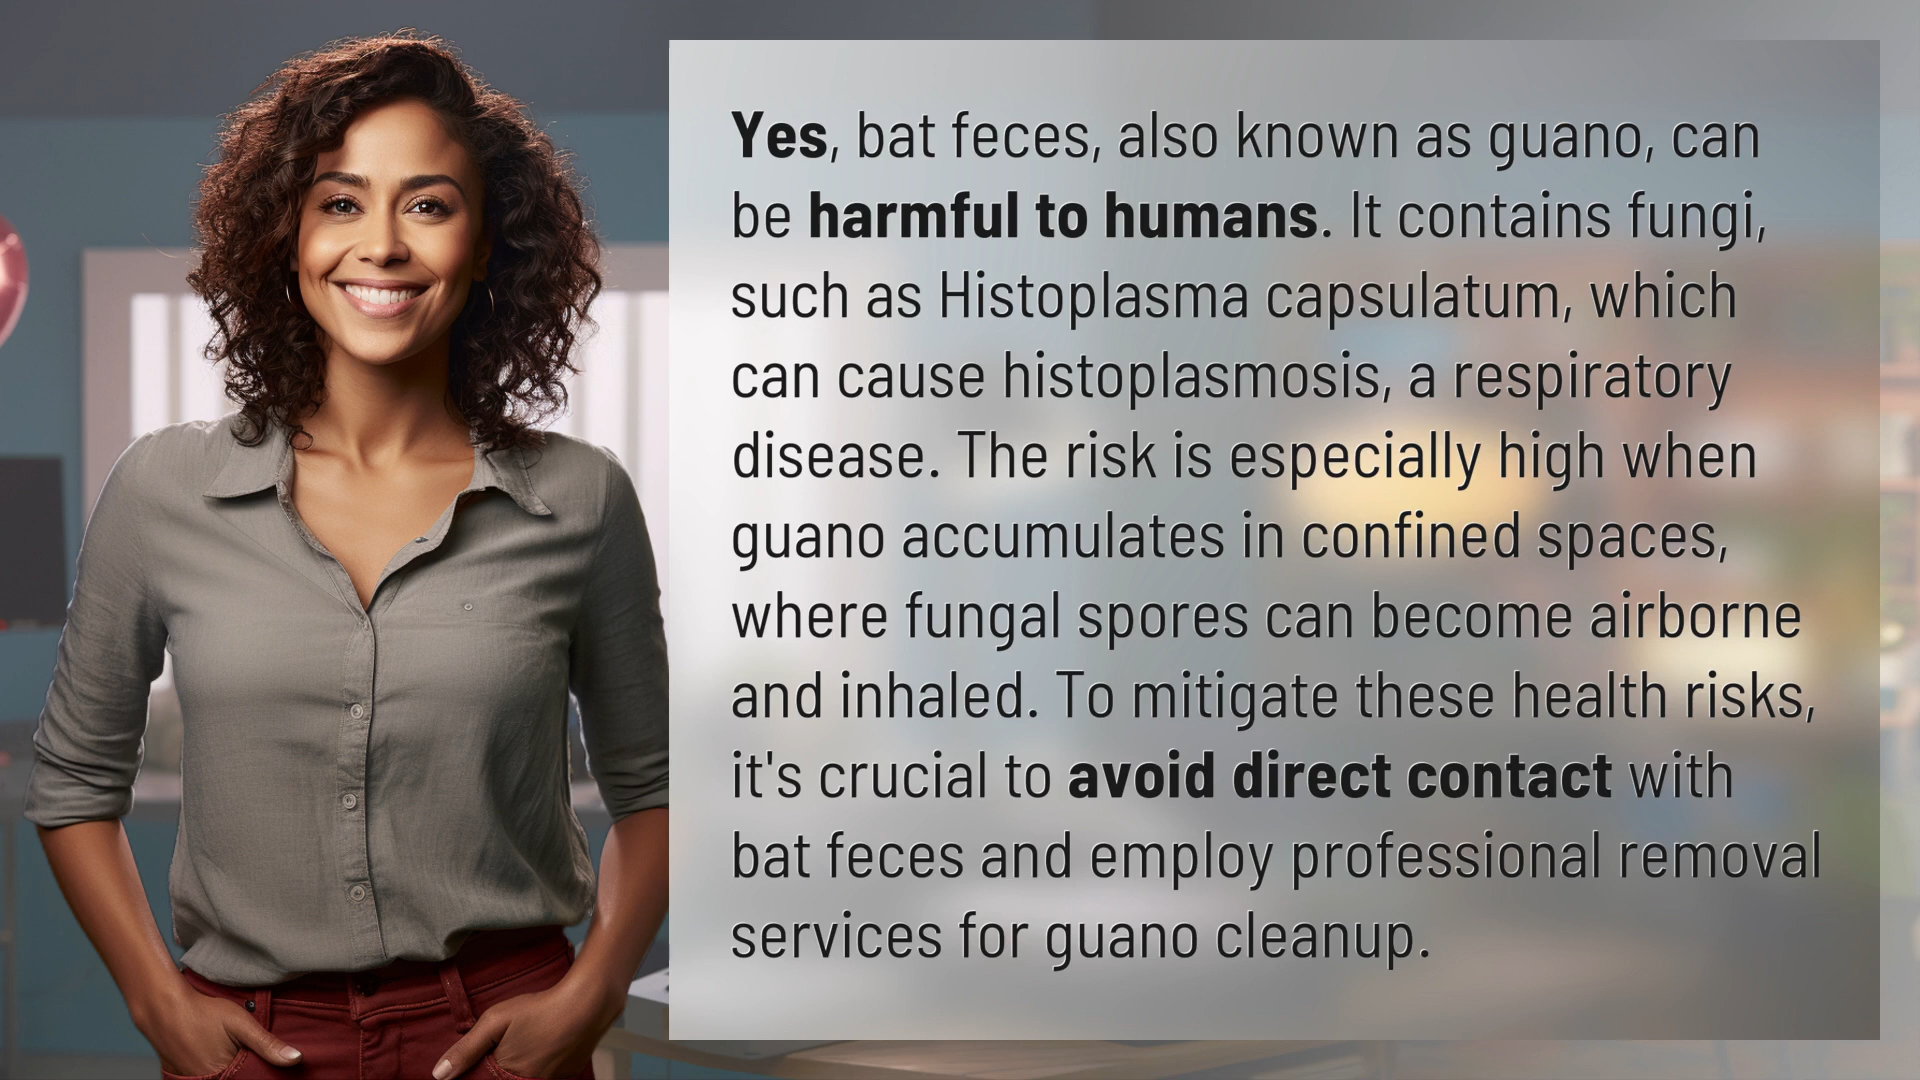 Yes, bat feces, also known as guano, can
be harmful to humans. It contains fungi,
such as Histoplasma capsulatum, which
can cause histoplasmosis, a respiratory
disease. The risk is especially high when
guano accumulates in confined spaces,
where fungal spores can become airborne
and inhaled. To mitigate these health risks,
it's crucial to avoid direct contact with
bat feces and employ professional removal
services for guano cleanup.